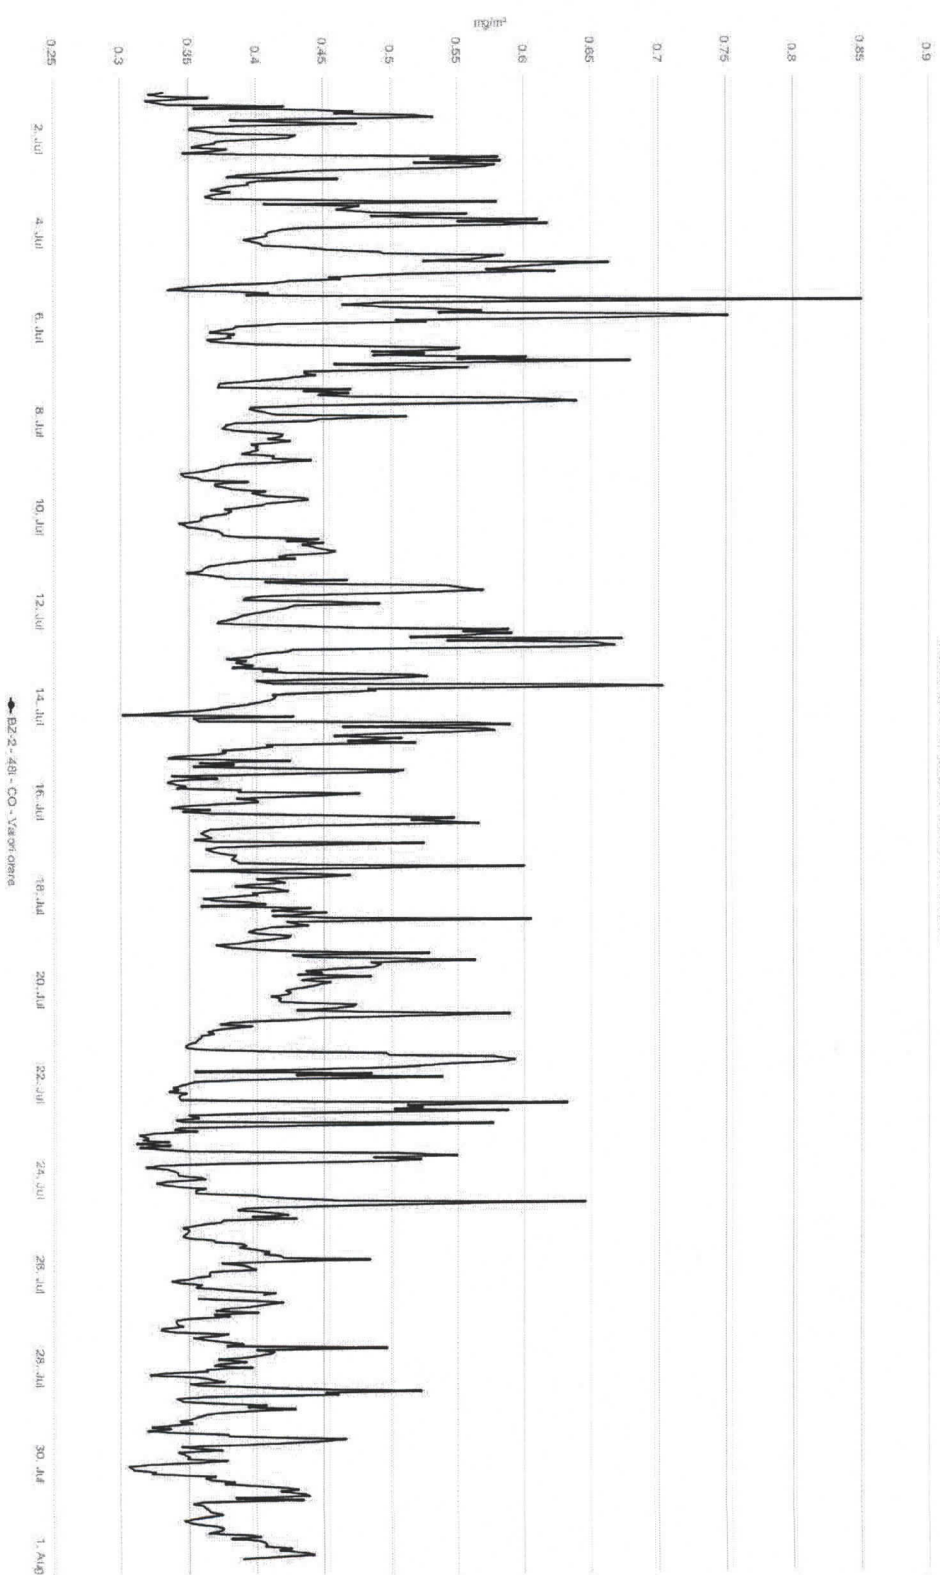 mg/m³
0.9
0.85
0.8
0.75
0.7
0.65
0.6
0.55
0.5
0.45
0.4
0.35
0.3
0.25
2. Jul
4. Jul
6. Jul
8. Jul
10. Jul
12. Jul
14. Jul
16. Jul
18. Jul
20. Jul
22. Jul
24. Jul
26. Jul
28. Jul
30. Jul
1. Aug
BZ-2 - 48i - CO - Valori orare